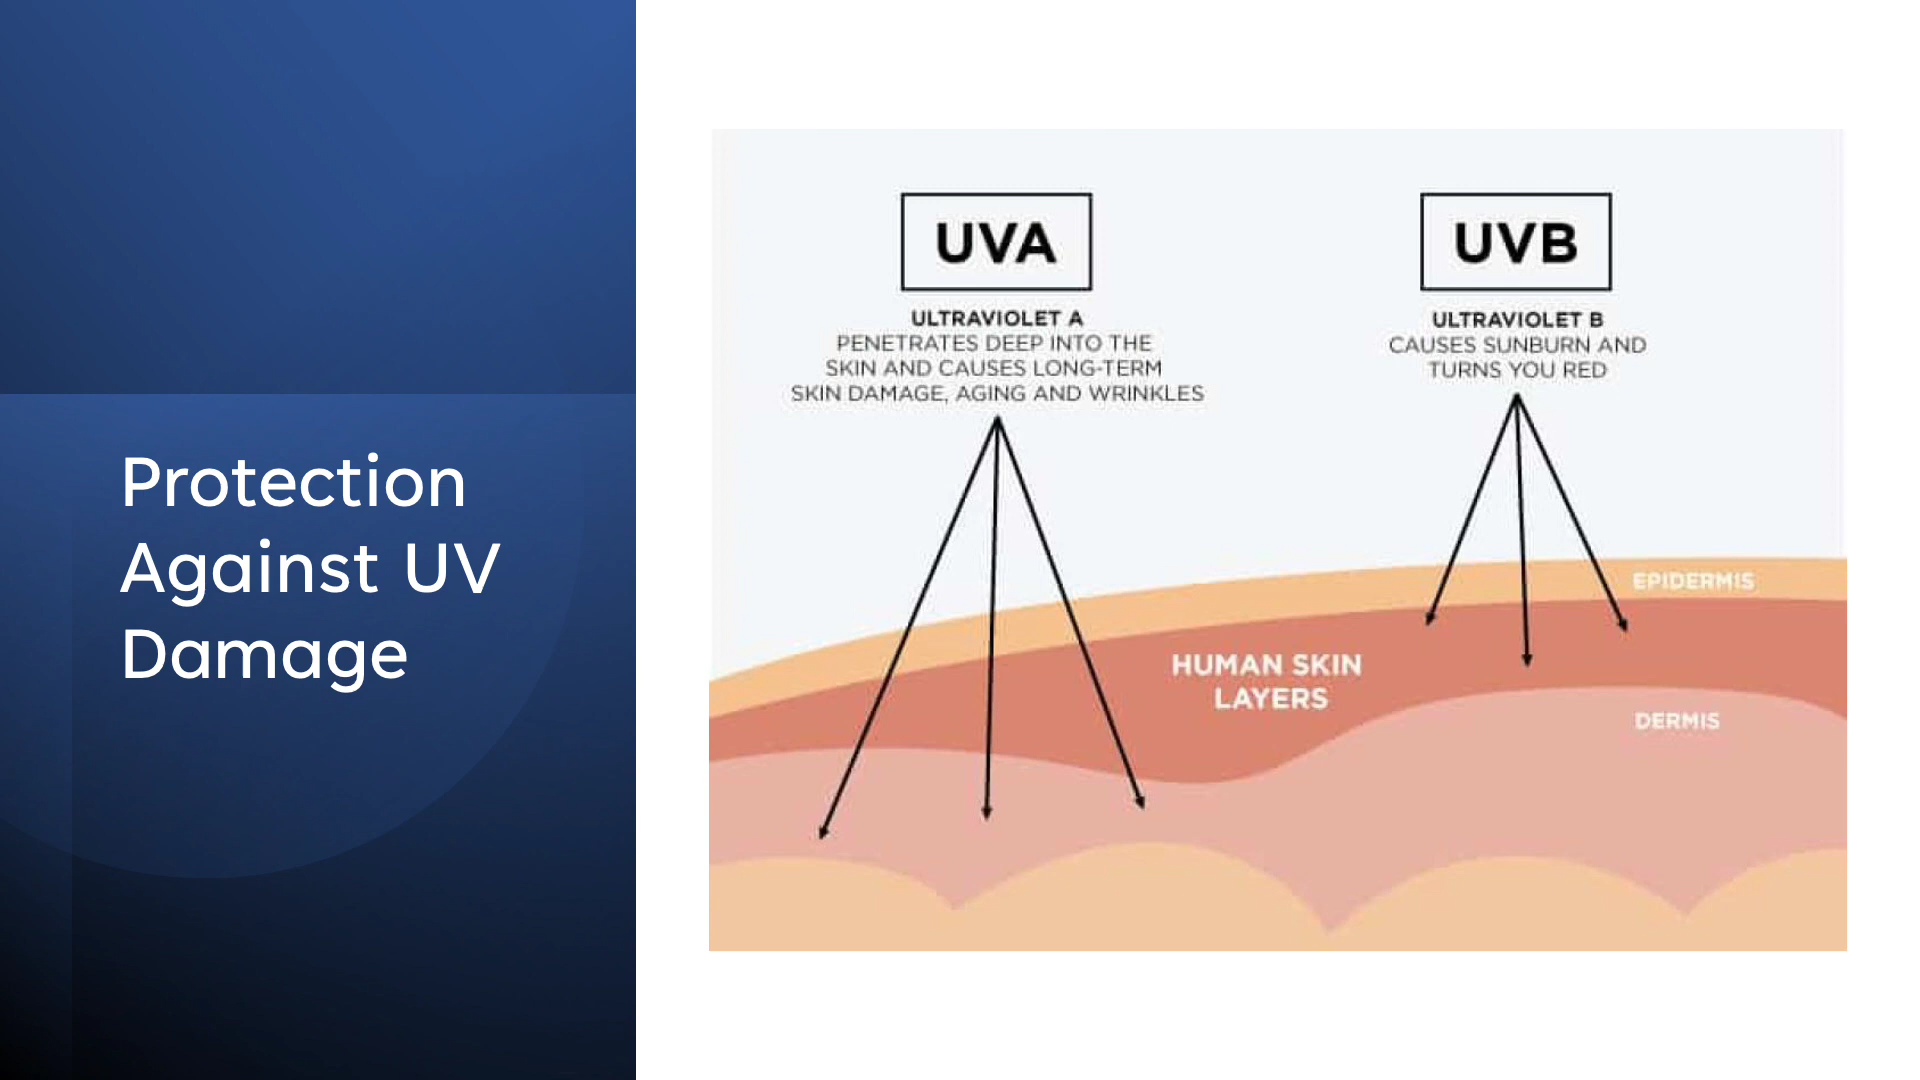 Protection
Against UV
Damage
UVA
ULTRAVIOLET A
PENETRATES DEEP INTO THE
SKIN AND CAUSES LONG-TERM
SKIN DAMAGE, AGING AND WRINKLES
UVB
ULTRAVIOLET B
CAUSES SUNBURN AND
TURNS YOU RED
EPIDERMIS
HUMAN SKIN
LAYERS
DERMIS